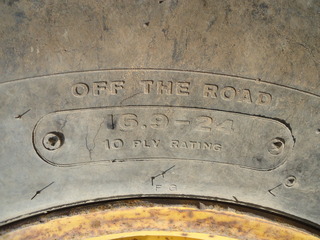 OFF THE ROAD
16.9-24
10 PLY RATING
F G